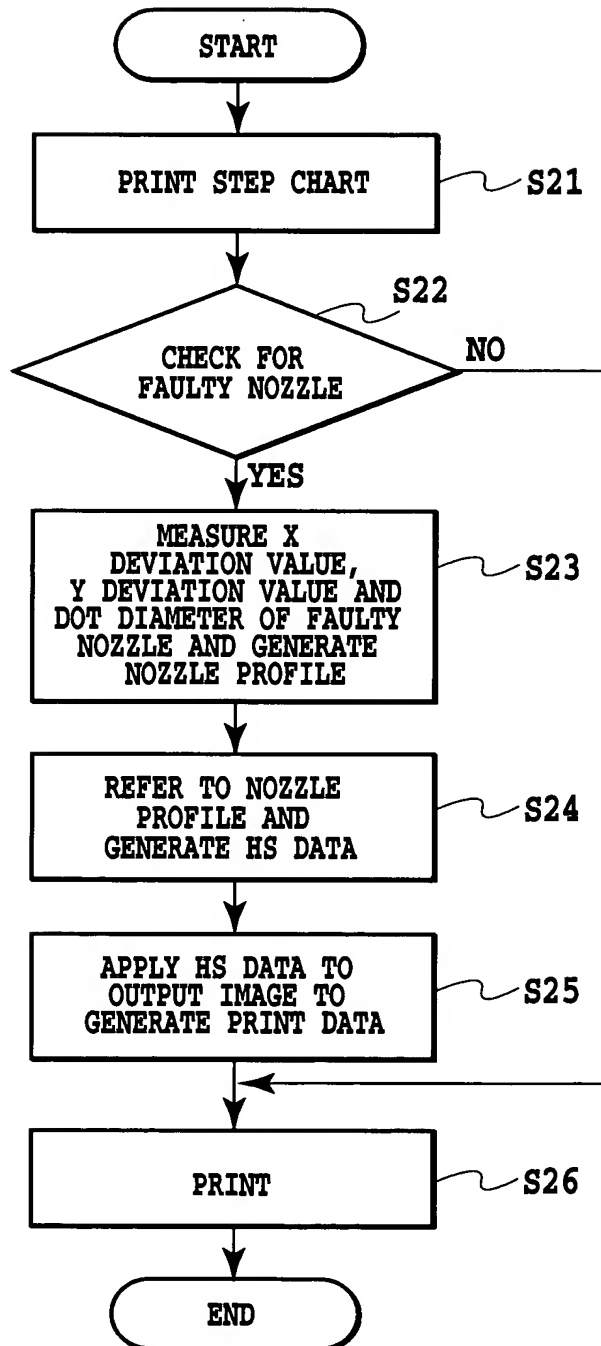 START
PRINT STEP CHART
S21
S22
CHECK FOR
FAULTY NOZZLE
NO
YES
MEASURE X
DEVIATION VALUE,
Y DEVIATION VALUE AND
DOT DIAMETER OF FAULTY
NOZZLE AND GENERATE
NOZZLE PROFILE
S23
REFER TO NOZZLE
PROFILE AND
GENERATE HS DATA
S24
APPLY HS DATA TO
OUTPUT IMAGE TO
GENERATE PRINT DATA
S25
PRINT
S26
END